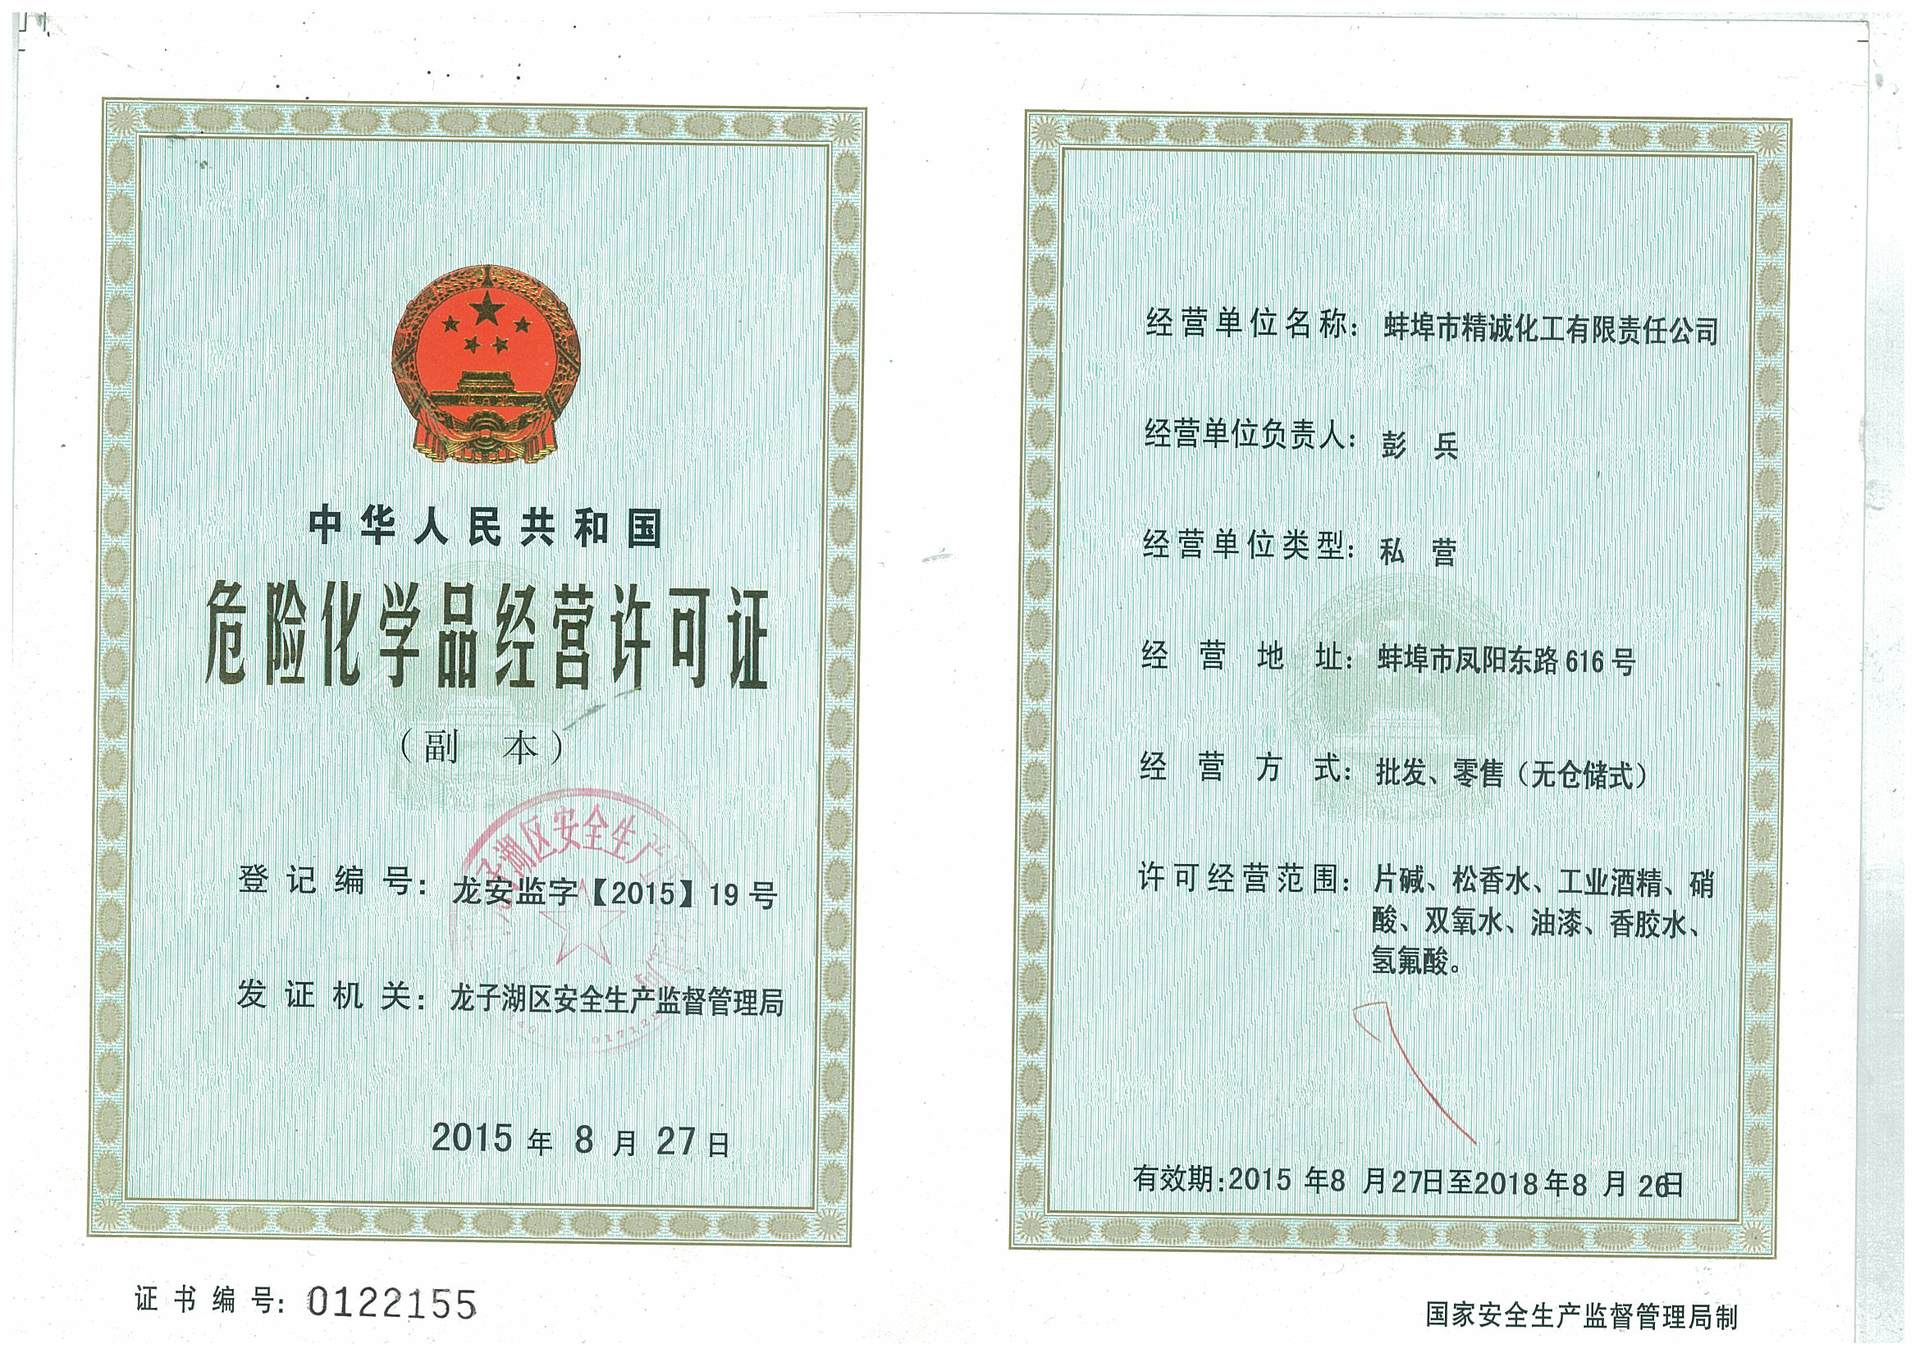 中华人民共和国
危险化学品经营许可证
（副 本）
登记编号：龙安监字【2015】19号
发证机关：龙子湖区安全生产监督管理局
2015年8月27日
证书编号：0122155
经营单位名称：蚌埠市精诚化工有限责任公司
经营单位负责人：彭 兵
经营单位类型：私 营
经营地址：蚌埠市凤阳东路616号
经营方式：批发、零售（无仓储式）
许可经营范围：片碱、松香水、工业酒精、硝
酸、双氧水、油漆、香胶水、
氢氟酸。
有效期：2015年8月27日至2018年8月26日
国家安全生产监督管理局制